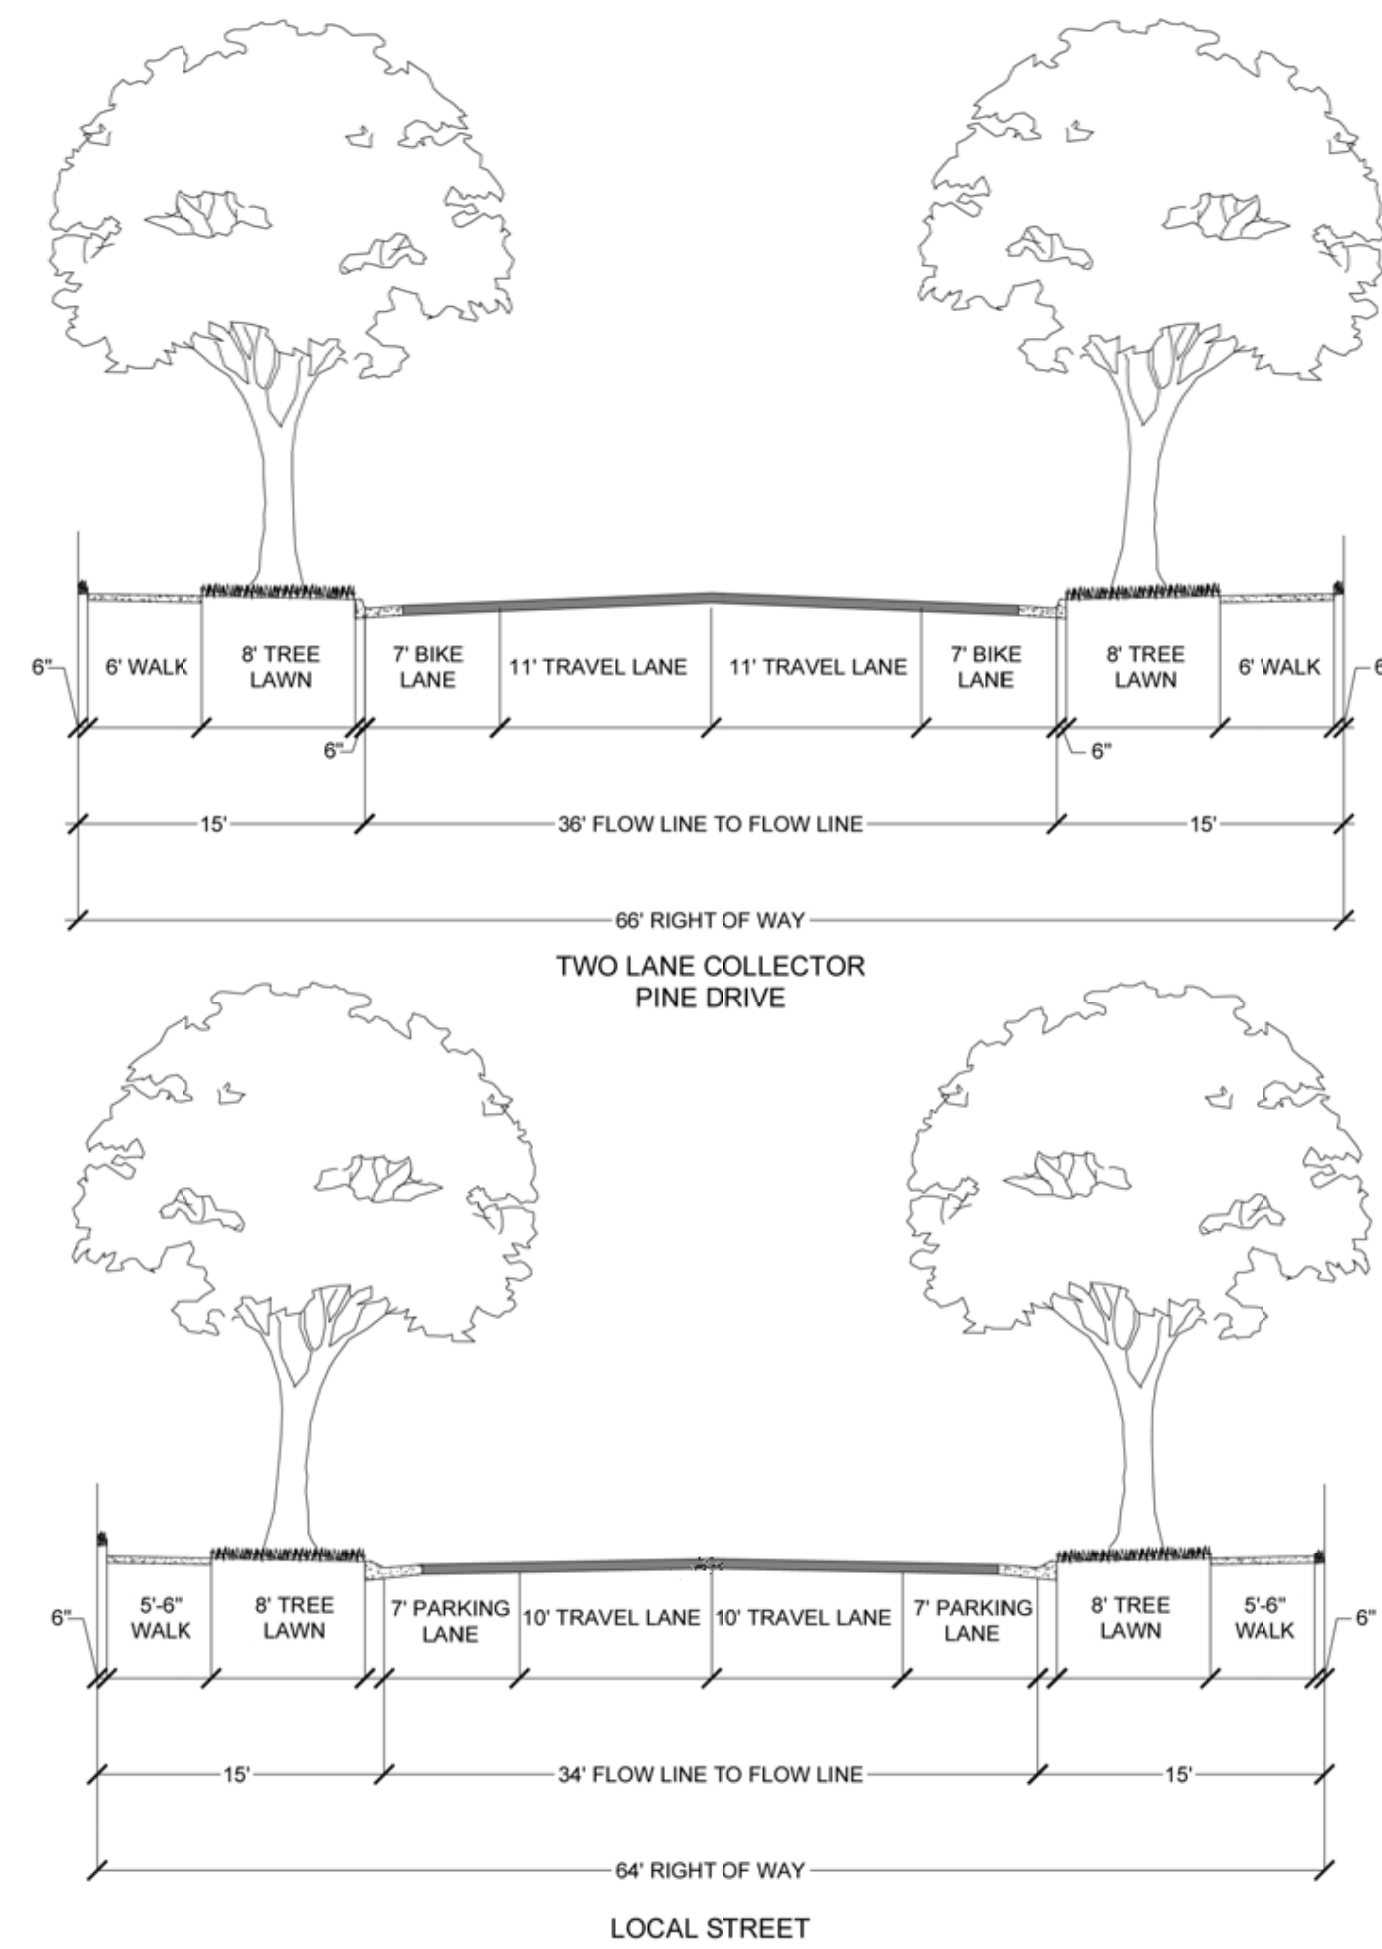 6" 6' WALK 8' TREE LAWN 7' BIKE LANE 11' TRAVEL LANE 11' TRAVEL LANE 7' BIKE LANE 8' TREE LAWN 6' WALK
6" 6"
15' 36' FLOW LINE TO FLOW LINE 15'
66' RIGHT OF WAY
TWO LANE COLLECTOR
PINE DRIVE
6" 5'-6" WALK 8' TREE LAWN 7' PARKING LANE 10' TRAVEL LANE 10' TRAVEL LANE 7' PARKING LANE 8' TREE LAWN 5'-6" WALK 6"
15' 34' FLOW LINE TO FLOW LINE 15'
64' RIGHT OF WAY
LOCAL STREET